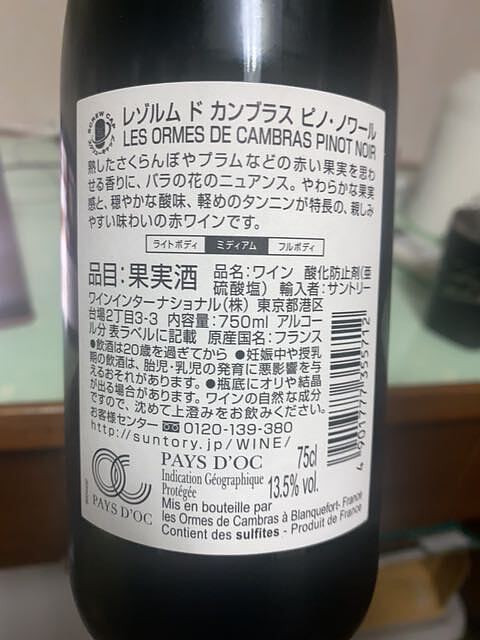 SCREW CAP
レゾルム ド カンブラス ピノ・ノワール
LES ORMES DE CAMBRAS PINOT NOIR
熟したさくらんぼやプラムなどの赤い果実を思わ
せる香りに、バラの花のニュアンス。やわらかな果実
感と、穏やかな酸味、軽めのタンニンが特長の、親しみ
やすい味わいの赤ワインです。
ライトボディ ミディアム フルボディ
品目:果実酒 品名:ワイン 酸化防止剤(亜
硫酸塩) 輸入者:サントリー
ワインインターナショナル(株) 東京都港区
台場2丁目3-3 内容量:750ml アルコー
ル分 表ラベルに記載 原産国名:フランス
●飲酒は20歳を過ぎてから ●妊娠中や授乳
期の飲酒は、胎児・乳児の発育に悪影響を与
えるおそれがあります。●瓶底にオリや結晶
が出る場合があります。ワインの自然な成分
ですので、沈めて上澄みをお飲みください。
お客様センター 0120-139-380
http://suntory.jp/WINE/
4 901777 355712
PAYS D'OC
PAYS D'OC 75cl
Indication Géographique
Protégée 13.5% vol.
Mis en bouteille par
les Ormes de Cambras à Blanquefort- France
Contient des sulfites - Produit de France